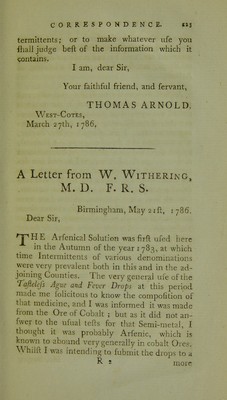 CORRESPONDENCE. 225
termittents; or to make whatever uſe you
ſhall judge beſt of the information which it
contains.
I am, dear Sir,
Your faithful friend, and ſervant,
THOMAS ARNOLD.
West-Cotes,
March 27th, 1786,
A Letter from W. Withering,
M. D. F. R. S.
Birmingham, May 21ſt, 1786.
Dear Sir,
THE Arſenical Solution was firſt uſed here
in the Autumn of the year 1783, at which
time Intermittents of various denominations
were very prevalent both in this and in the ad-
joining Counties. The very general uſe of the
Taſteleſs Ague and Fever Drops at this period
made me ſolicitous to know the compoſition of
that medicine, and I was informed it was made
from the Ore of Cobalt; but as it did not an-
ſwer to the uſual teſts for that Semi-metal, I
thought it was probably Arſenic, which is
known to abound very generally in cobalt Ores.
Whilſt I was intending to ſubmit the drops to a
R 2
more